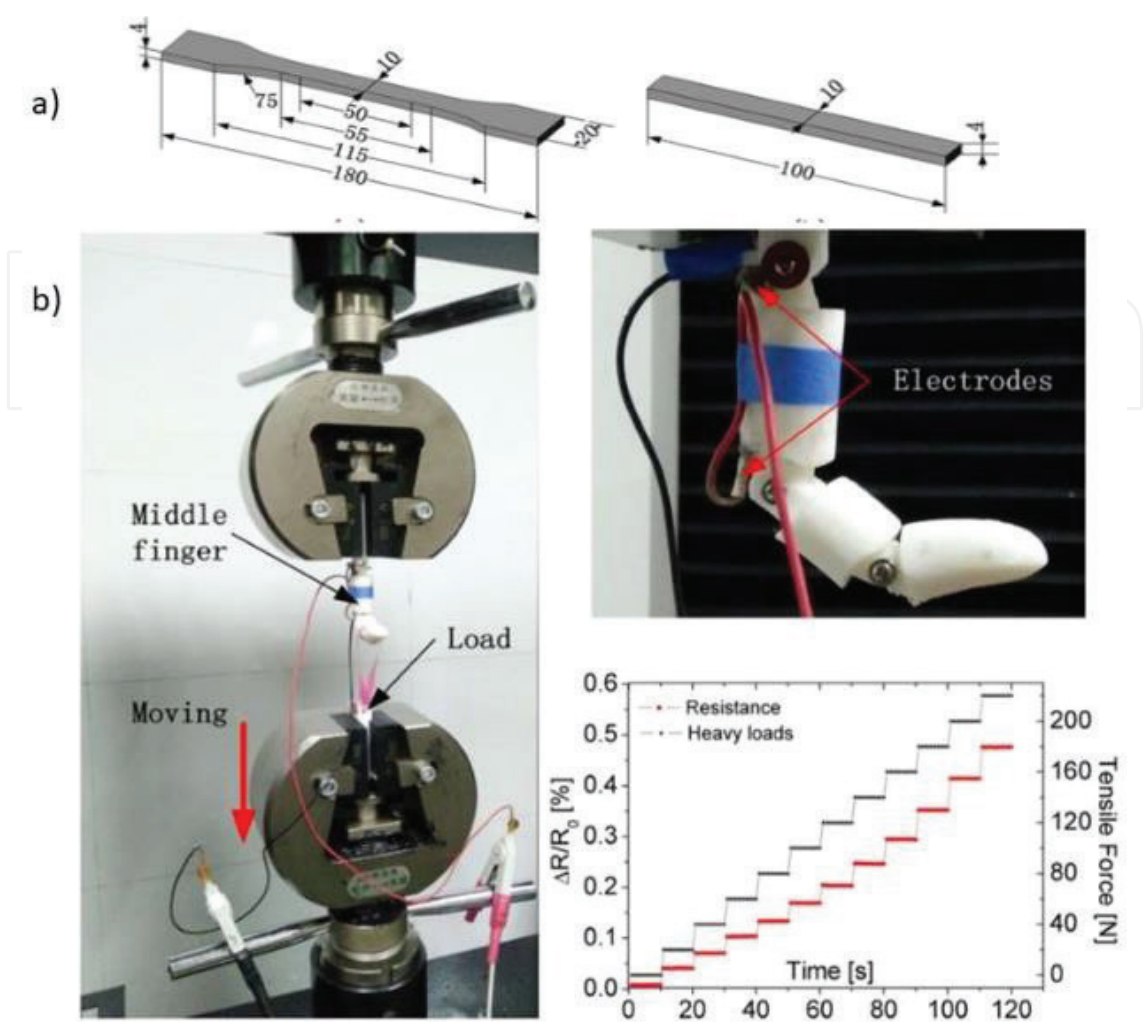 a)
4
10
75
50
55
115
180
20
10
100
4
b)
Middle
finger
Load
Moving
Electrodes
Resistance
Heavy loads
ΔR/R₀ [%]
0.6
0.5
0.4
0.3
0.2
0.1
0.0
Tensile Force [N]
200
160
120
80
40
0
Time [s]
0 20 40 60 80 100 120